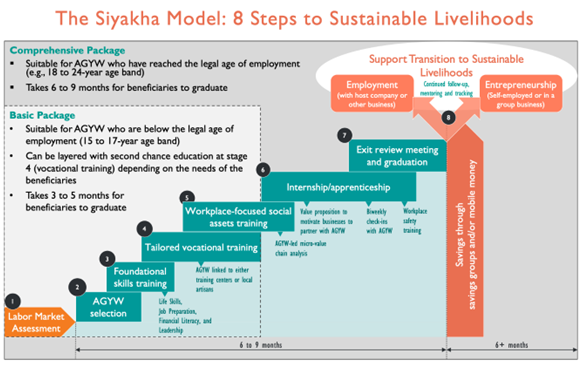 The Siyakha Model: 8 Steps to Sustainable Livelihoods
Comprehensive Package
• Suitable for AGYW who have reached the legal age of employment
(e.g., 18 to 24-year age band)
• Takes 6 to 9 months for beneficiaries to graduate
Basic Package
• Suitable for AGYW who are below the legal age of
employment (15 to 17-year age band)
• Can be layered with second chance education at stage
4 (vocational training) depending on the needs of the
beneficiaries
• Takes 3 to 5 months for
beneficiaries to graduate
Support Transition to Sustainable
Livelihoods
Employment
(with host company or
other business)
Continued follow-up,
mentoring and tracking
Entrepreneurship
(Self-employed or in a
group business)
8
7
Exit review meeting
and graduation
6
Internship/apprenticeship
Value proposition to
motivate businesses to
partner with AGYW
Biweekly
check-ins
with AGYW
Workplace
safety
training
5
Workplace-focused social
assets training
AGYW-led micro-value
chain analysis
4
Tailored vocational training
AGYW linked to either
training centers or local
artisans
3
Foundational
skills training
Life Skills,
Job Preparation,
Financial Literacy, and
Leadership
2
AGYW
selection
1
Labor Market
Assessment
Savings through
savings groups and/or mobile money
6 to 9 months
6+ months